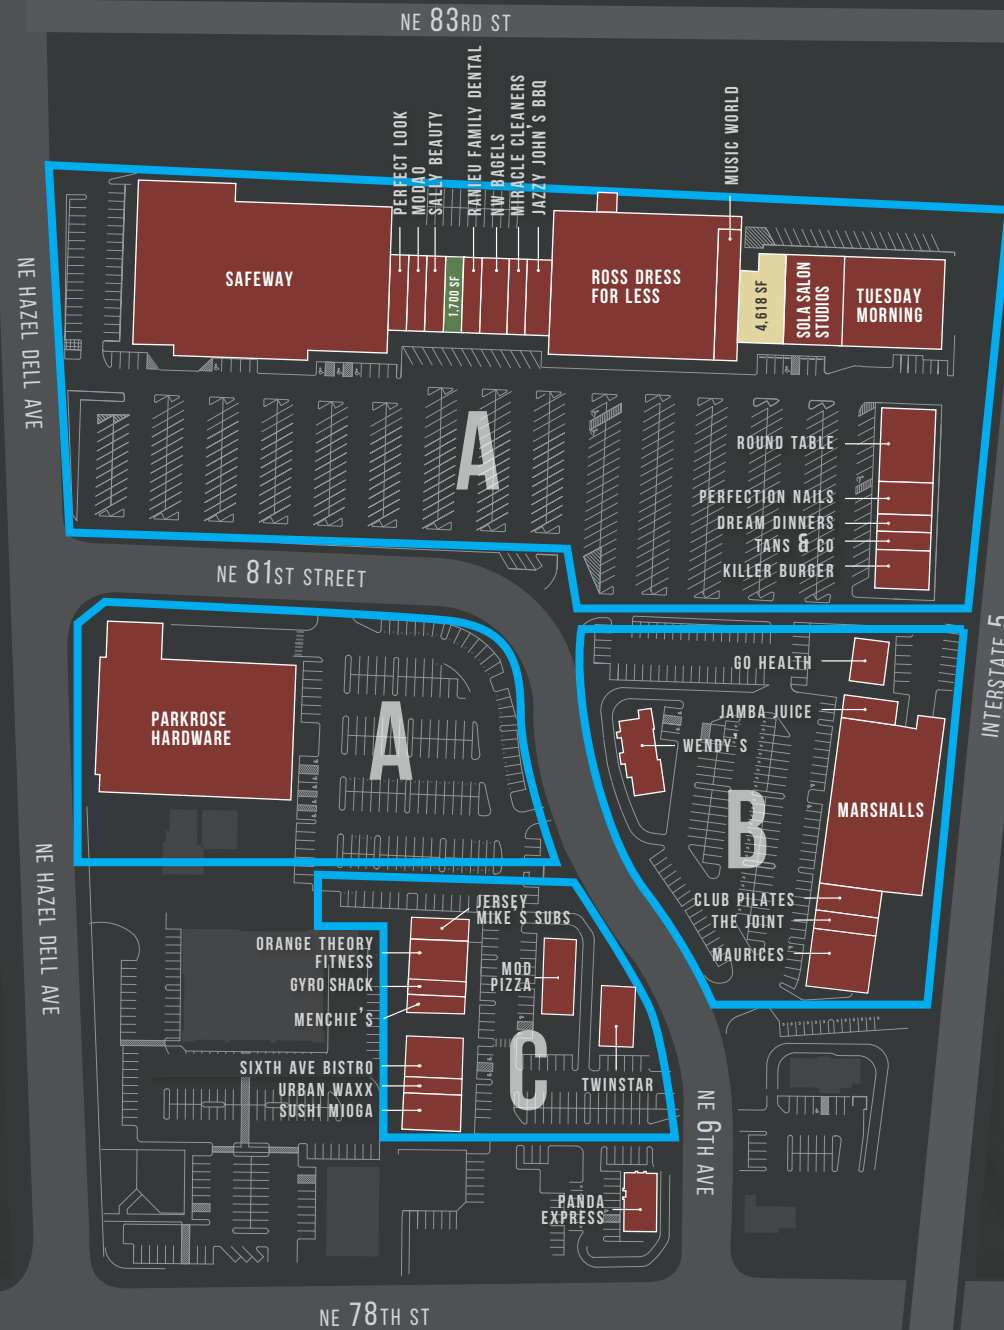 NE 83RD ST
PERFECT LOOK
MODAO
SALLY BEAUTY
RANIEU FAMILY DENTAL
NW BAGELS
MIRACLE CLEANERS
JAZZY JOHN'S BBQ
MUSIC WORLD
NE HAZEL DELL AVE
SAFEWAY
1,700 SF
ROSS DRESS
FOR LESS
4,618 SF
SOLA SALON
STUDIOS
TUESDAY
MORNING
A
ROUND TABLE
PERFECTION NAILS
DREAM DINNERS
TANS & CO
KILLER BURGER
NE 81ST STREET
INTERSTATE 5
PARKROSE
HARDWARE
A
GO HEALTH
JAMBA JUICE
WENDY'S
B
MARSHALLS
CLUB PILATES
THE JOINT
MAURICES
NE HAZEL DELL AVE
JERSEY
MIKE'S SUBS
ORANGE THEORY
FITNESS
GYRO SHACK
MENCHIE'S
MOD
PIZZA
C
SIXTH AVE BISTRO
URBAN WAXX
SUSHI MIOGA
TWINSTAR
NE 6TH AVE
PANDA
EXPRESS
NE 78TH ST